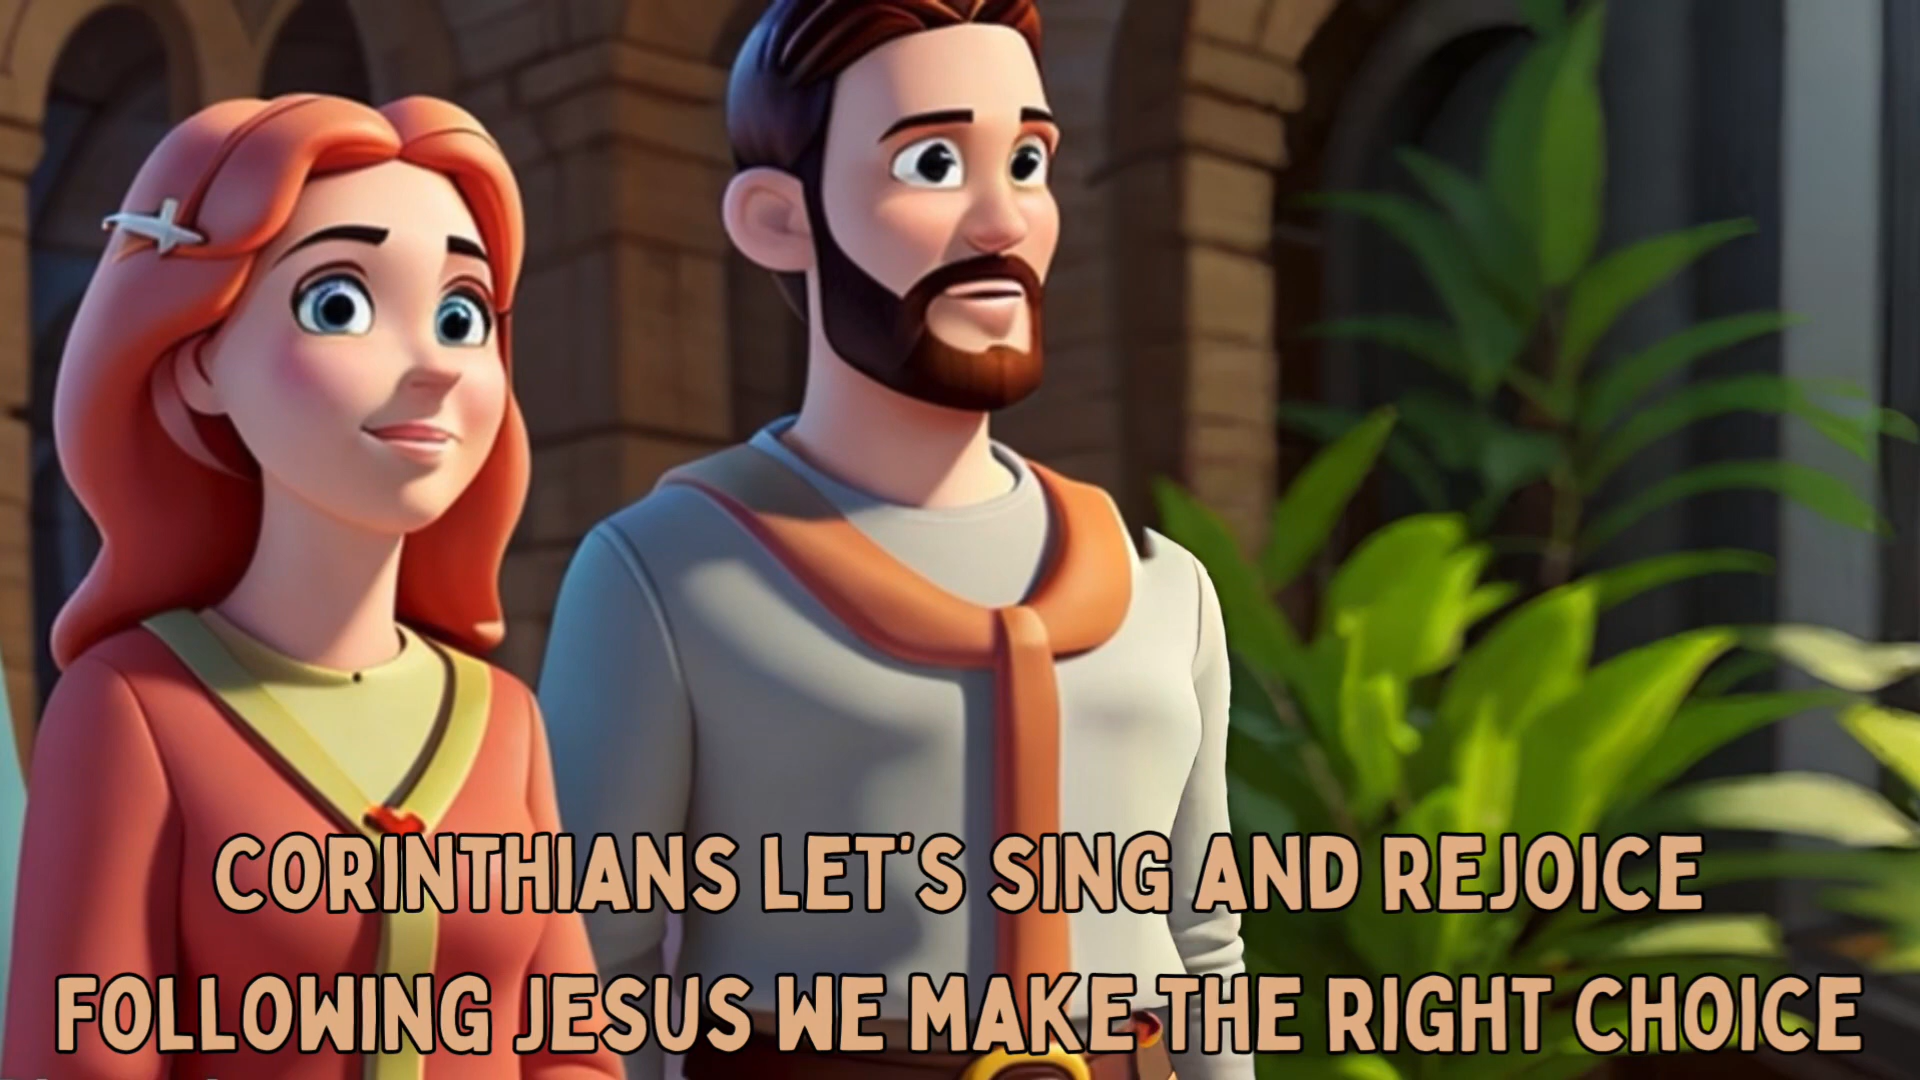 CORINTHIANS LET'S SING AND REJOICE
FOLLOWING JESUS WE MAKE THE RIGHT CHOICE